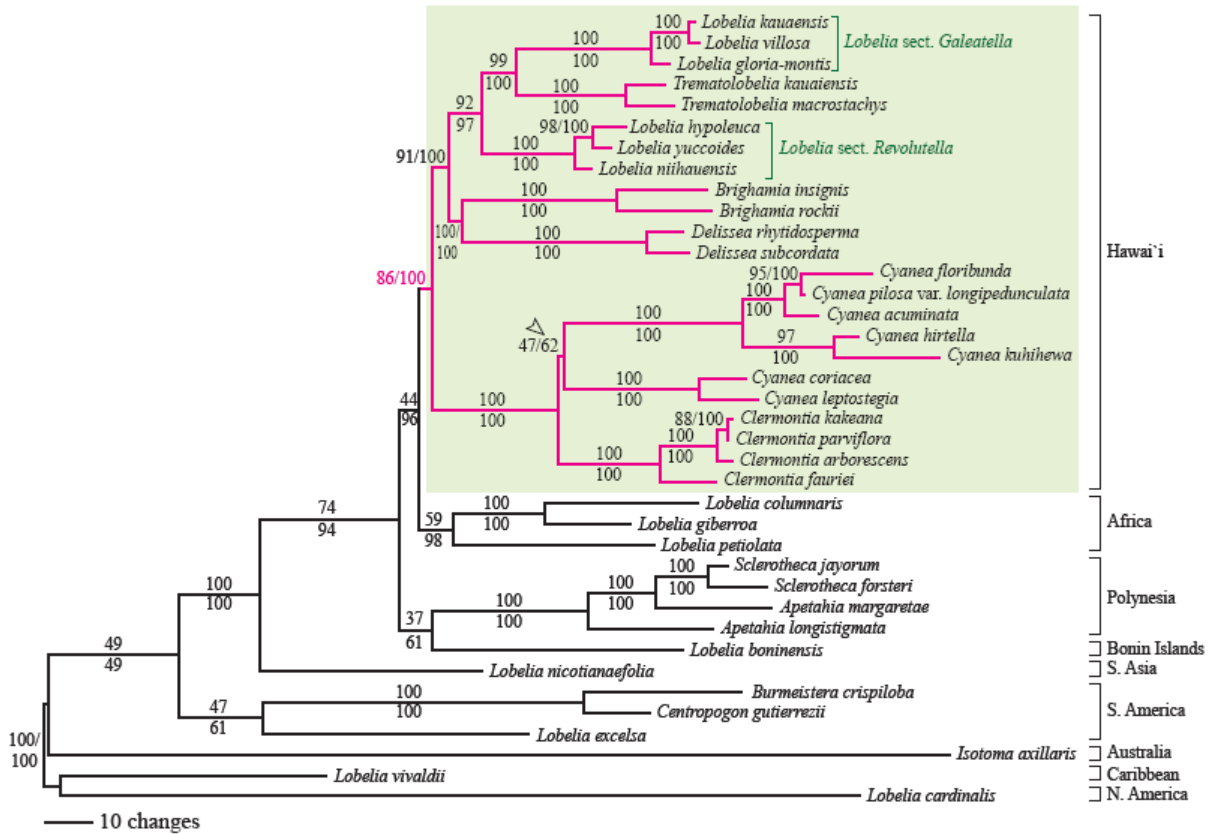 100
100
Lobelia kauaensis
Lobelia villosa
Lobelia gloria-montis
Lobelia sect. Galeatella
100
100
99
100
Trematolobelia kauaiensis
Trematolobelia macrostachys
100
100
92
97
98/100
Lobelia hypoleuca
Lobelia yuccoides
Lobelia niihauensis
Lobelia sect. Revolutella
100
100
91/100
Brighamia insignis
Brighamia rockii
100
100
100/
100
Delissea rhytidosperma
Delissea subcordata
100
100
Hawai`i
86/100
95/100
Cyanea floribunda
Cyanea pilosa var. longipedunculata
Cyanea acuminata
100
100
100
100
97
100
Cyanea hirtella
Cyanea kuhihewa
47/62
Cyanea coriacea
Cyanea leptostegia
100
100
100
100
88/100
Clermontia kakeana
Clermontia parviflora
Clermontia arborescens
Clermontia fauriei
100
100
100
100
44
96
Lobelia columnaris
Lobelia giberroa
Lobelia petiolata
100
100
59
98
Africa
74
94
Sclerotheca jayorum
Sclerotheca forsteri
Apetahia margaretae
Apetahia longistigmata
100
100
100
100
100
100
Polynesia
37
61
Lobelia boninensis
Bonin Islands
100
100
Lobelia nicotianaefolia
S. Asia
49
49
Burmeistera crispiloba
Centropogon gutierrezii
100
100
47
61
Lobelia excelsa
S. America
100/
100
Isotoma axillaris
Australia
Lobelia vivaldii
Caribbean
Lobelia cardinalis
N. America
10 changes